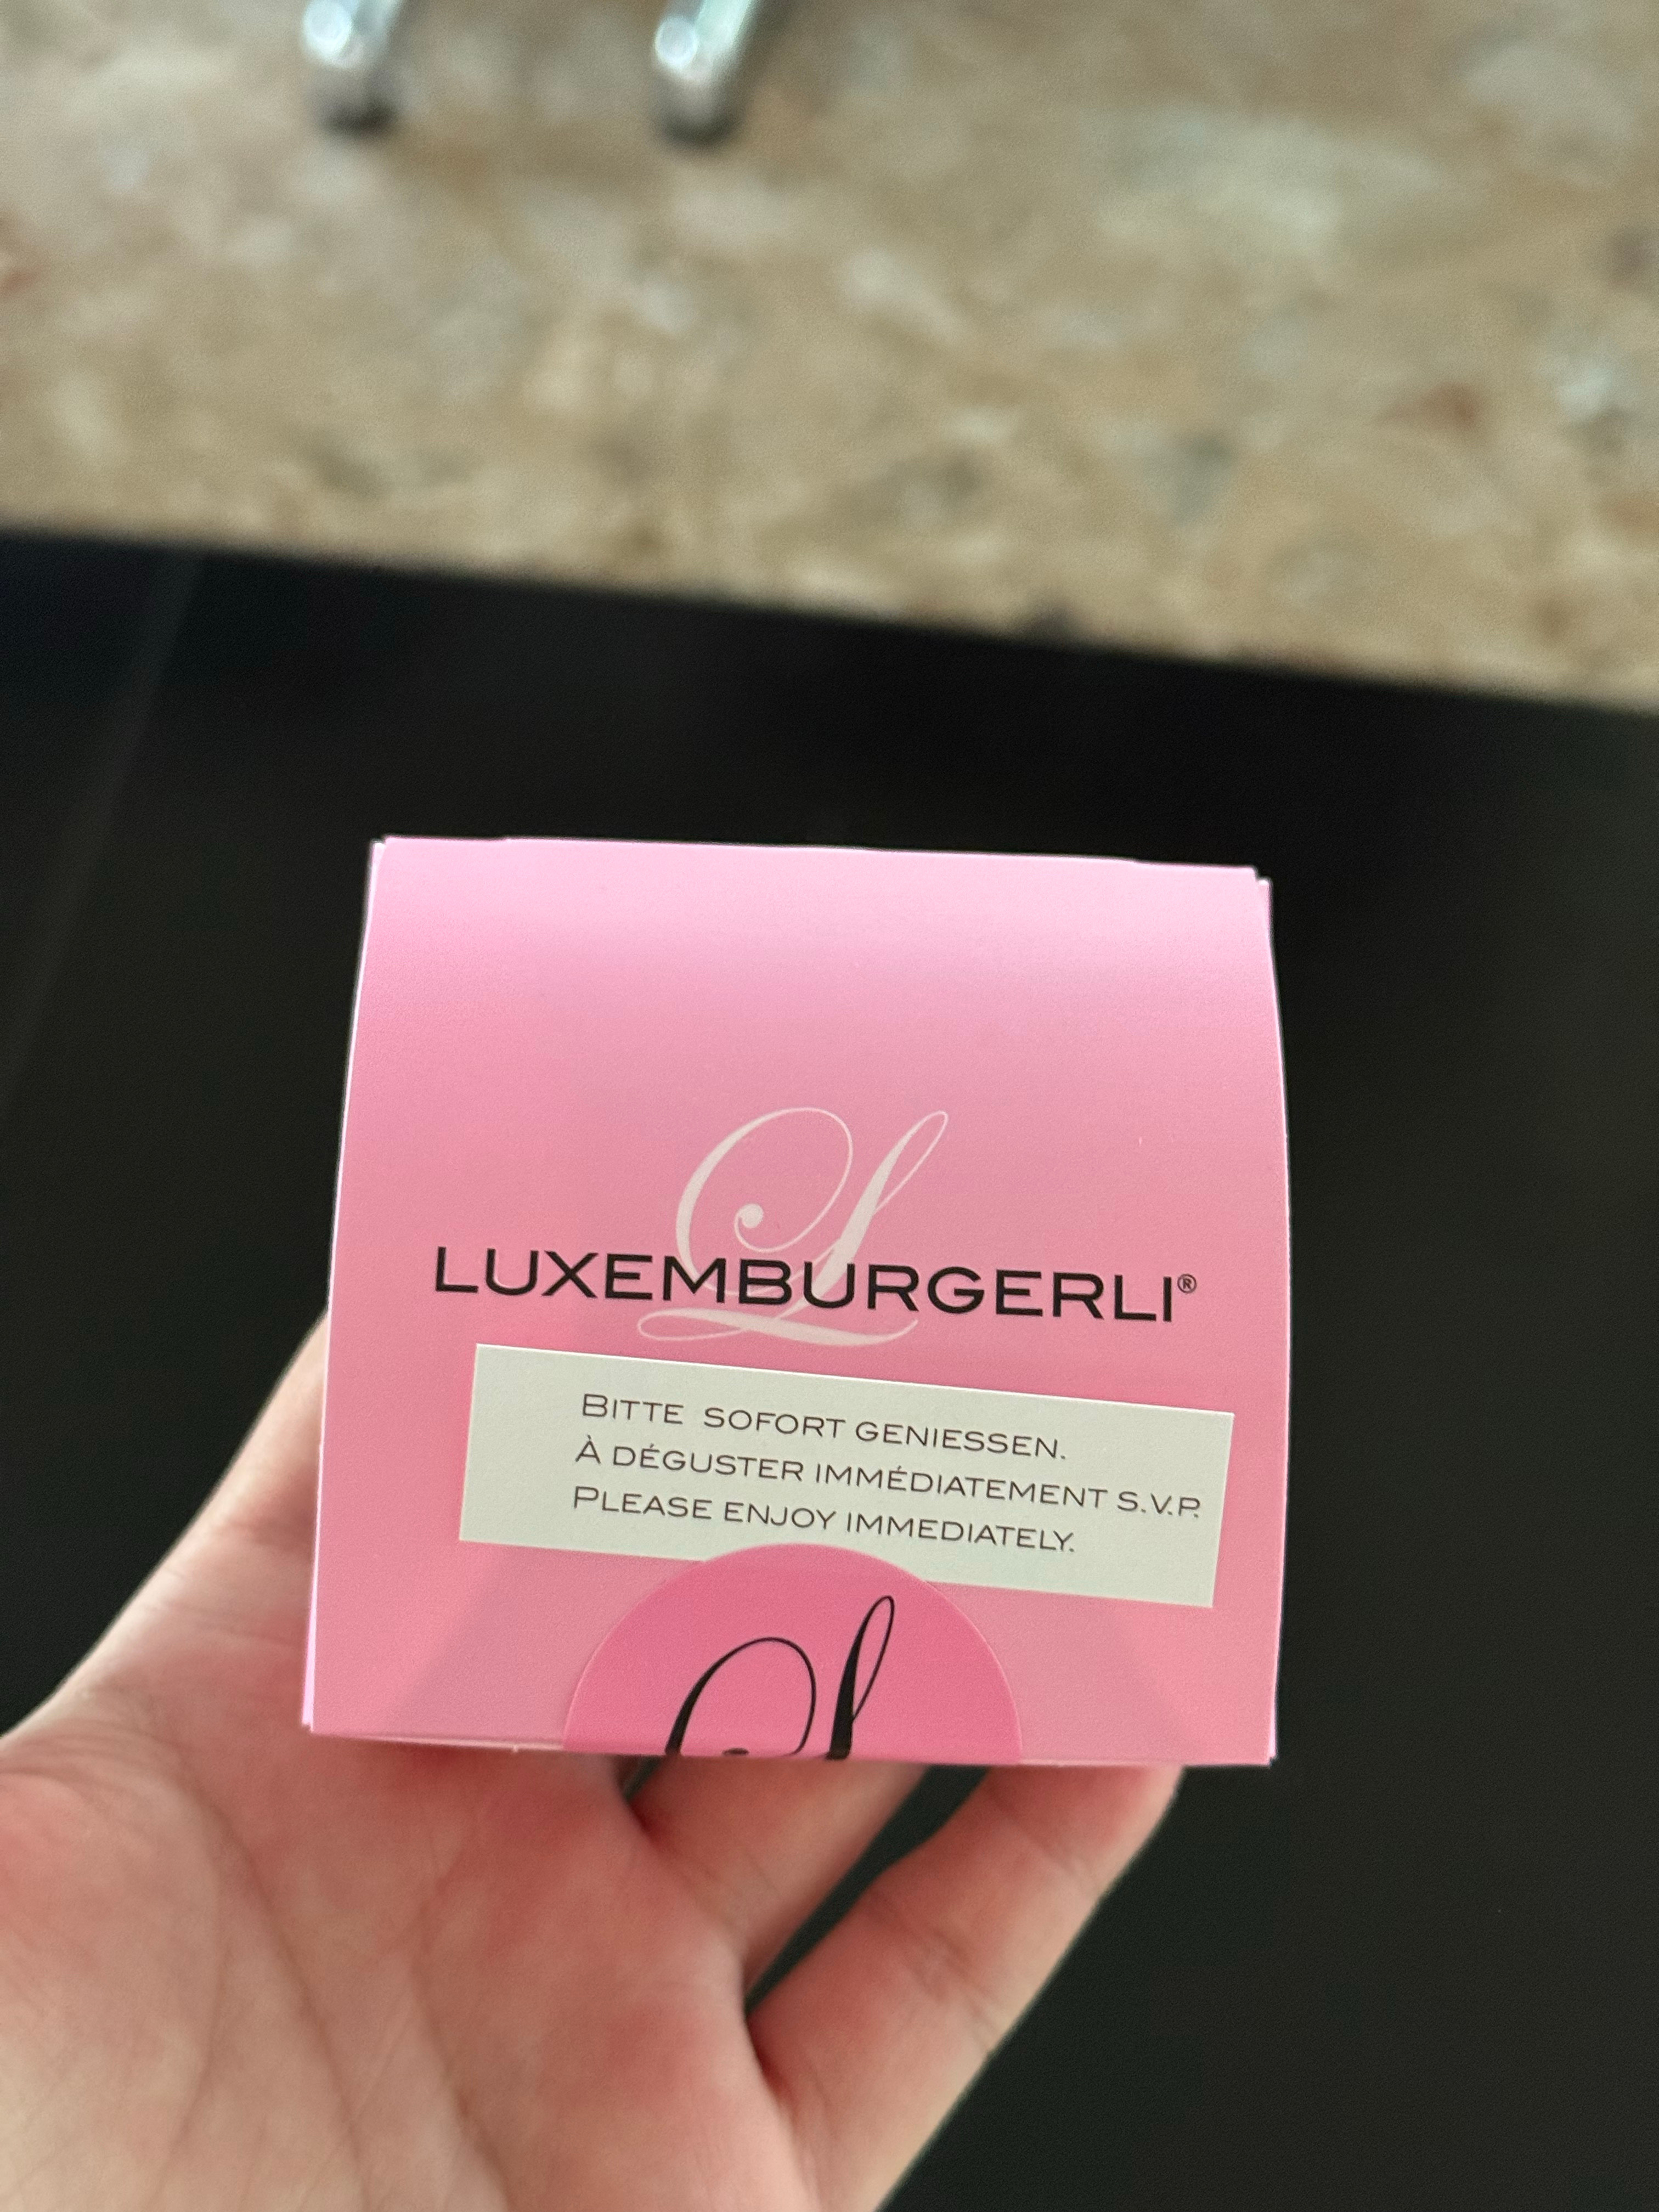 L
LUXEMBURGERLI®
BITTE SOFORT GENIESSEN.
À DÉGUSTER IMMÉDIATEMENT S.V.P.
PLEASE ENJOY IMMEDIATELY.
L